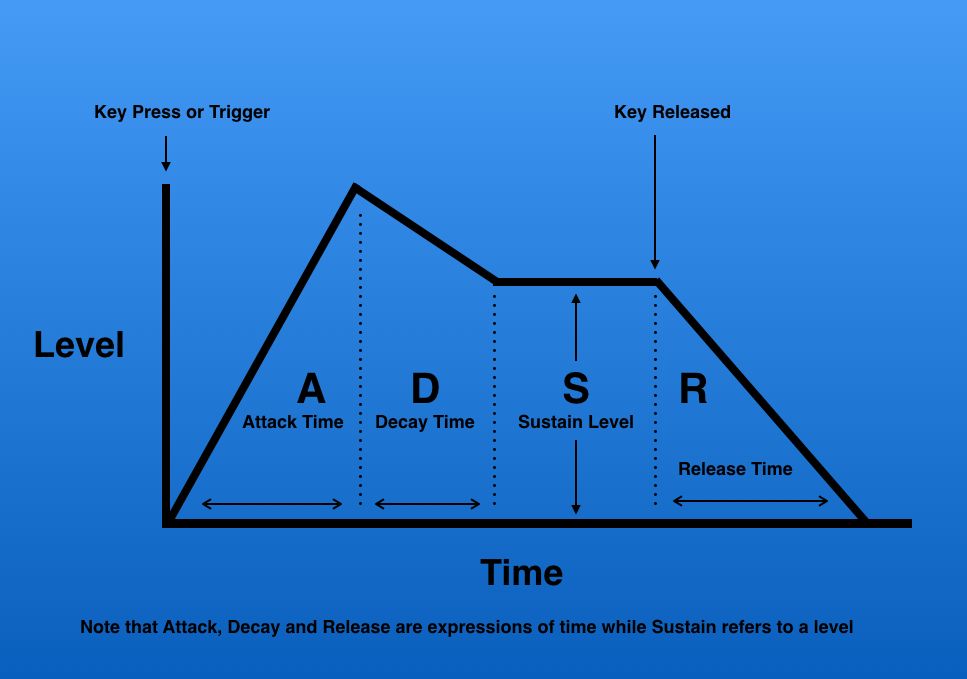 Key Press or Trigger
Key Released
Level
A
Attack Time
D
Decay Time
S
Sustain Level
R
Release Time
Time
Note that Attack, Decay and Release are expressions of time while Sustain refers to a level